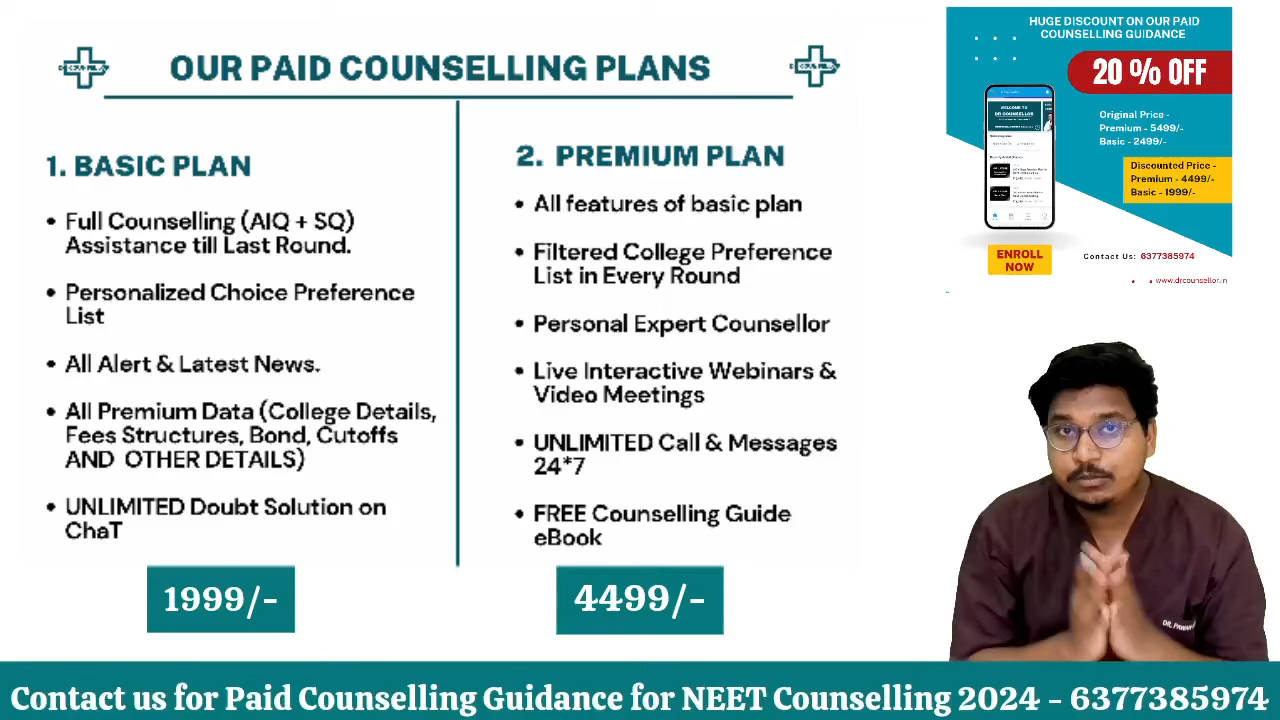 OUR PAID COUNSELLING PLANS
1. BASIC PLAN
• Full Counselling (AIQ + SQ)
Assistance till Last Round.
• Personalized Choice Preference
List
• All Alert & Latest News.
• All Premium Data (College Details,
Fees Structures, Bond, Cutoffs
AND OTHER DETAILS)
• UNLIMITED Doubt Solution on
ChaT
1999/-
2. PREMIUM PLAN
• All features of basic plan
• Filtered College Preference
List in Every Round
• Personal Expert Counsellor
• Live Interactive Webinars &
Video Meetings
• UNLIMITED Call & Messages
24*7
• FREE Counselling Guide
eBook
4499/-
HUGE DISCOUNT ON OUR PAID
COUNSELLING GUIDANCE
20 % OFF
WELCOME TO
DR COUNSELLOR
Original Price -
Premium - 5499/-
Basic - 2499/-
Discounted Price -
Premium - 4499/-
Basic - 1999/-
ENROLL
NOW
Contact Us: 6377385974
www.drcounsellor.in
DR. PAWAN
Contact us for Paid Counselling Guidance for NEET Counselling 2024 - 6377385974